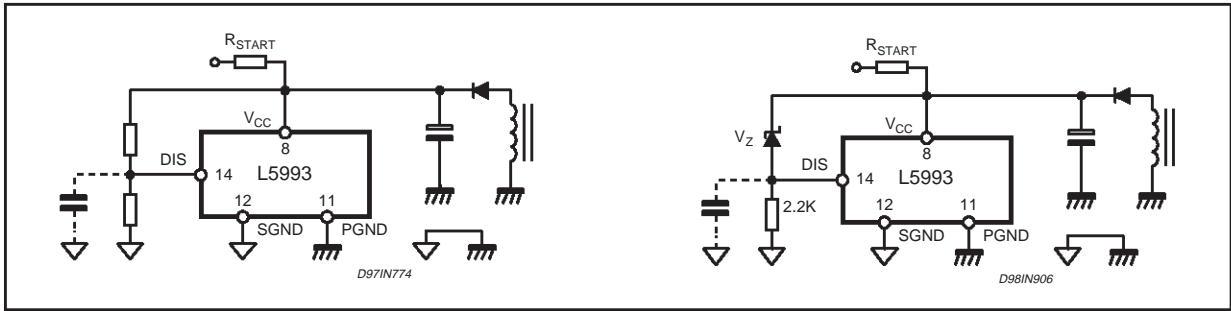 RSTART
VCC
8
DIS
14
L5993
12
11
SGND
PGND
D97IN774
RSTART
VZ
VCC
8
DIS
14
L5993
2.2K
12
11
SGND
PGND
D98IN906